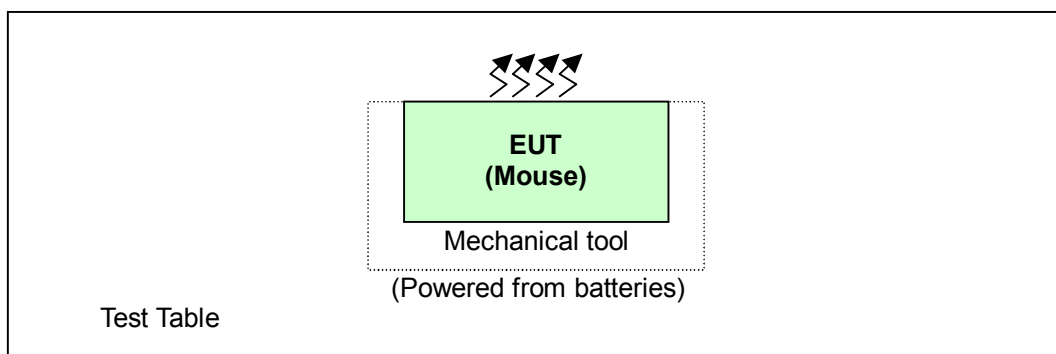 EUT
(Mouse)
Mechanical tool
(Powered from batteries)
Test Table